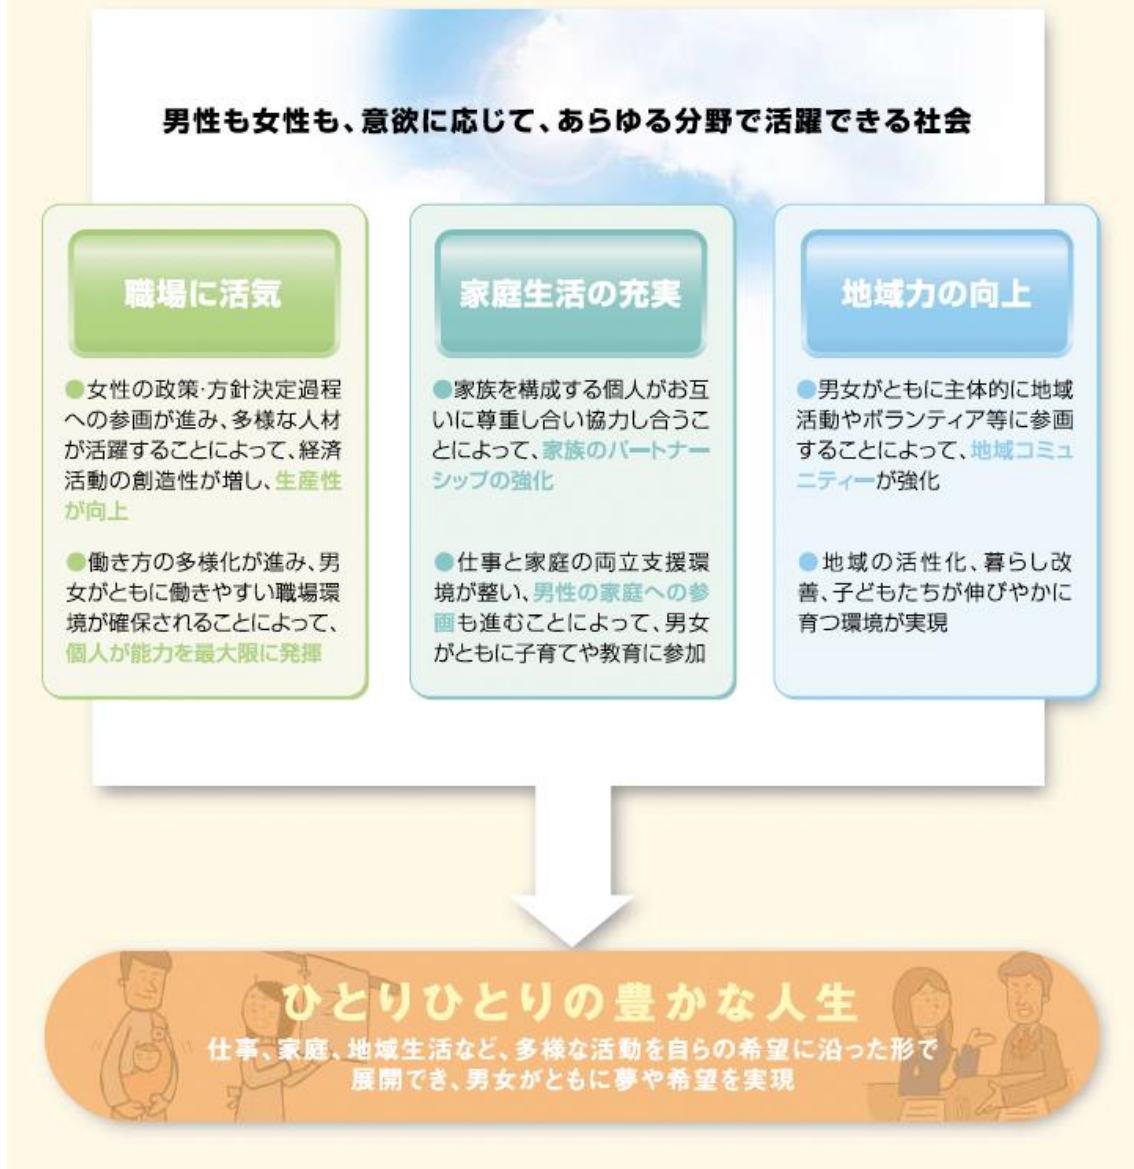 男性も女性も、意欲に応じて、あらゆる分野で活躍できる社会
職場に活気
●女性の政策・方針決定過程
への参画が進み、多様な人材
が活躍することによって、経済
活動の創造性が増し、生産性
が向上
●働き方の多様化が進み、男
女がともに働きやすい職場環
境が確保されることによって、
個人が能力を最大限に発揮
家庭生活の充実
●家族を構成する個人がお互
いに尊重し合い協力し合うこ
とによって、家族のパートナー
シップの強化
●仕事と家庭の両立支援環
境が整い、男性の家庭への参
画も進むことによって、男女
がともに子育てや教育に参加
地域力の向上
●男女がともに主体的に地域
活動やボランティア等に参画
することによって、地域コミュ
ニティーが強化
●地域の活性化、暮らし改
善、子どもたちが伸びやかに
育つ環境が実現
ひとりひとりの豊かな人生
仕事、家庭、地域生活など、多様な活動を自らの希望に沿った形で
展開でき、男女がともに夢や希望を実現